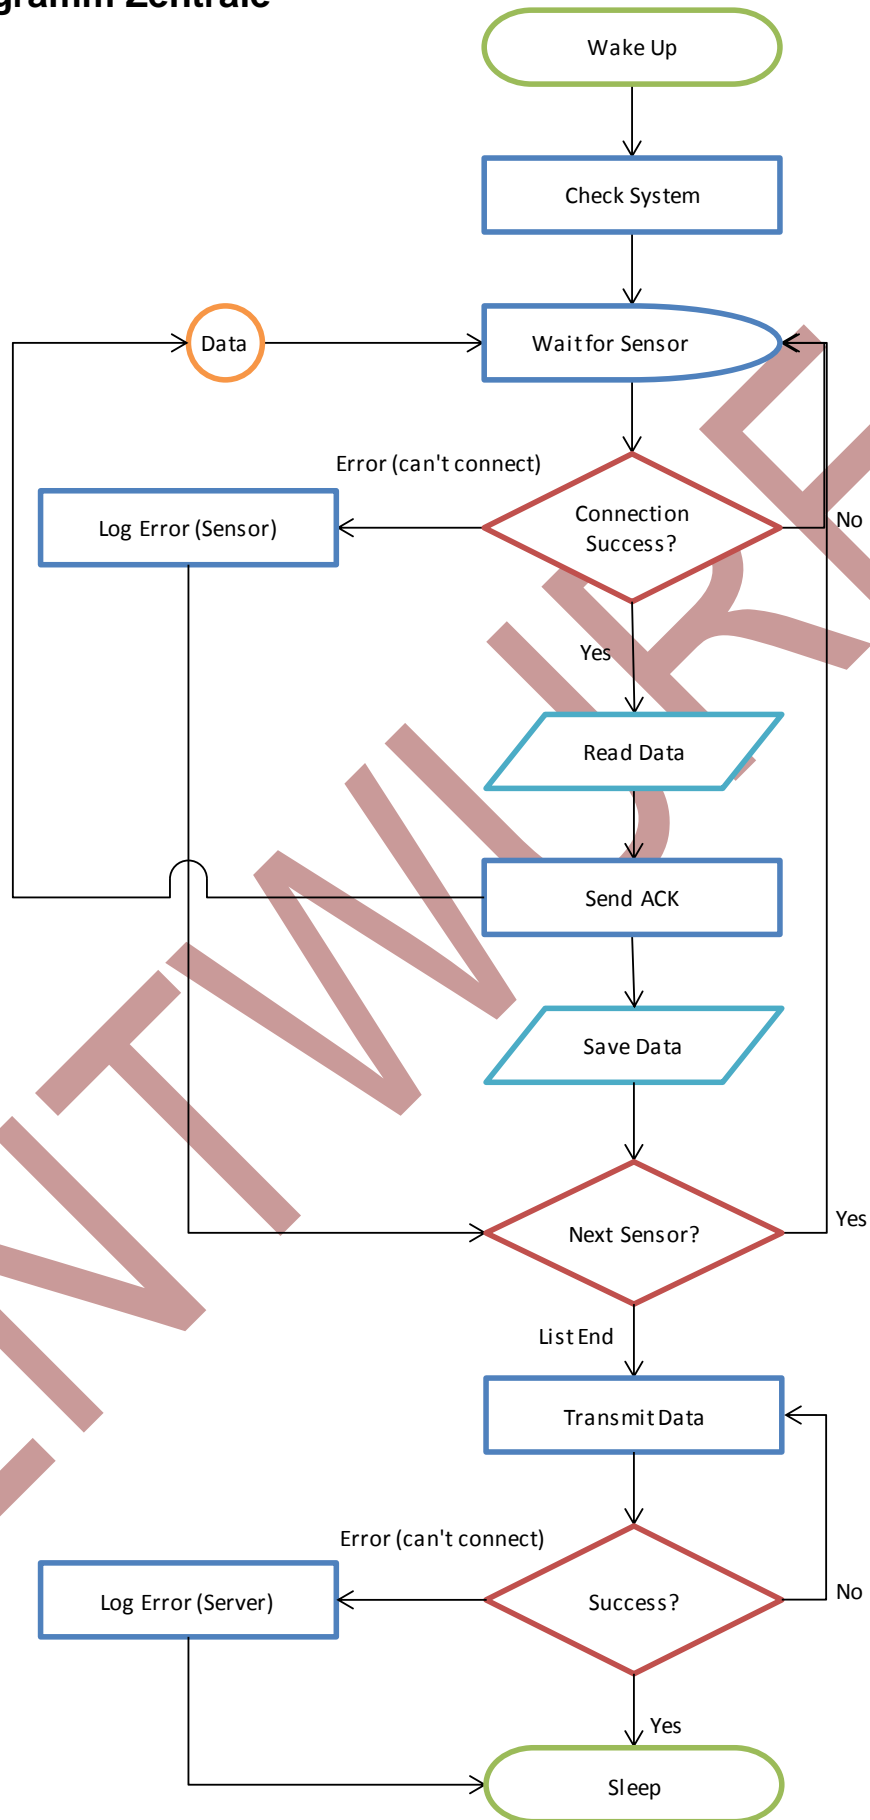 gramm Zentrale
Wake Up
Check System
Data
Wait for Sensor
Error (can't connect)
Log Error (Sensor)
Connection
Success?
No
Yes
Read Data
Send ACK
Save Data
Next Sensor?
Yes
List End
Transmit Data
Error (can't connect)
Log Error (Server)
Success?
No
Yes
Sleep